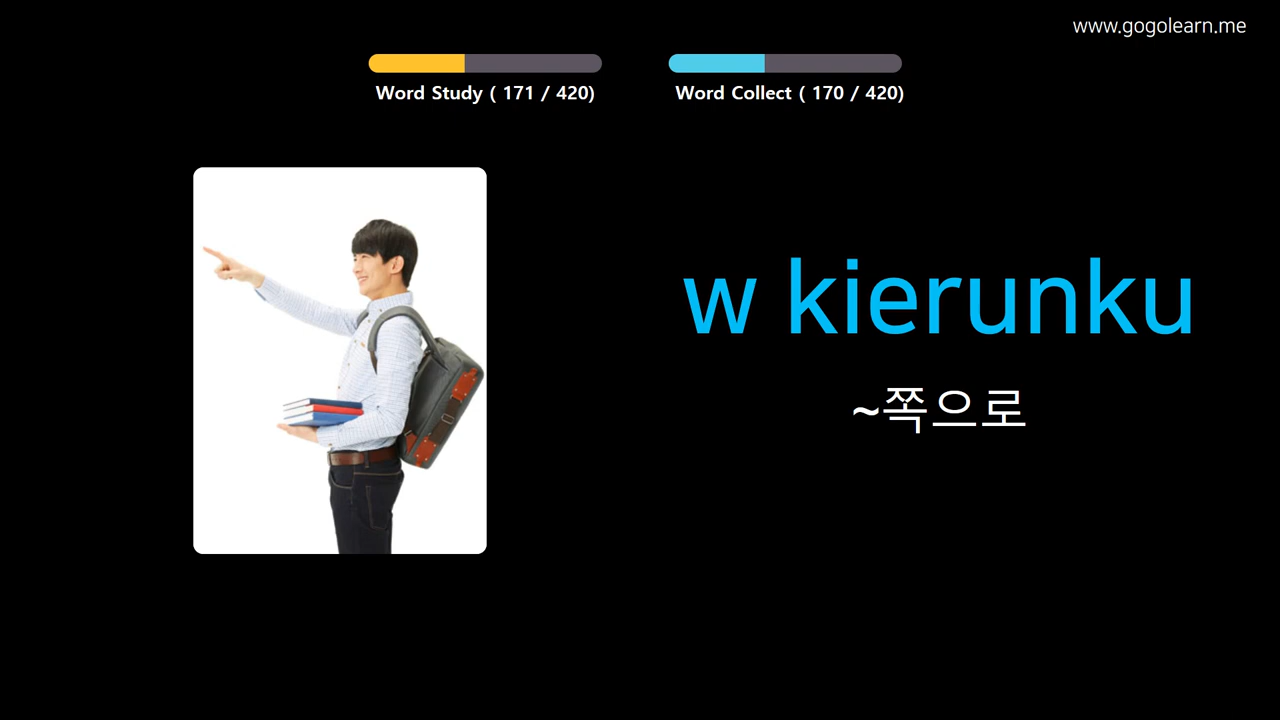 www.gogolearn.me
Word Study ( 171 / 420)
Word Collect ( 170 / 420)
w kierunku
~쪽으로